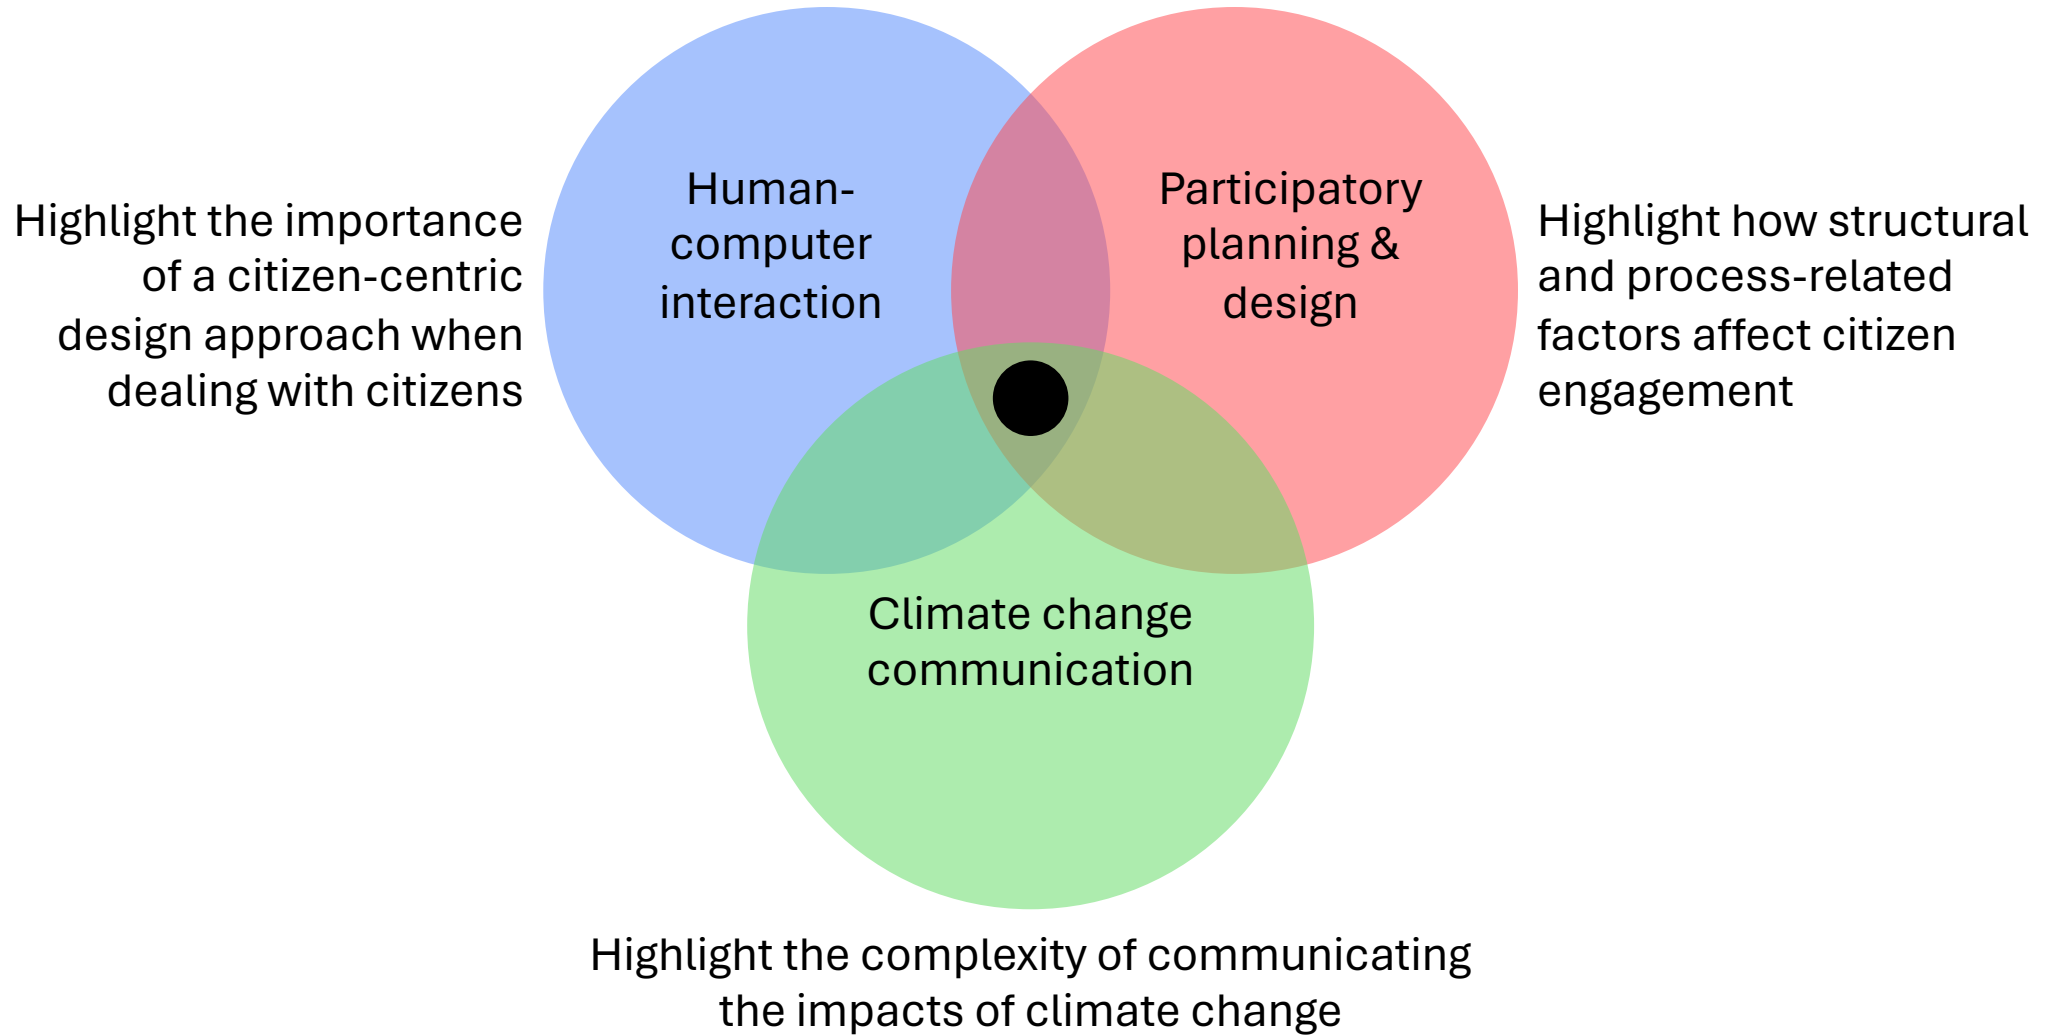 Human-
computer
interaction
Participatory
planning &
design
Highlight the importance
of a citizen-centric
design approach when
dealing with citizens
Highlight how structural
and process-related
factors affect citizen
engagement
Climate change
communication
Highlight the complexity of communicating
the impacts of climate change